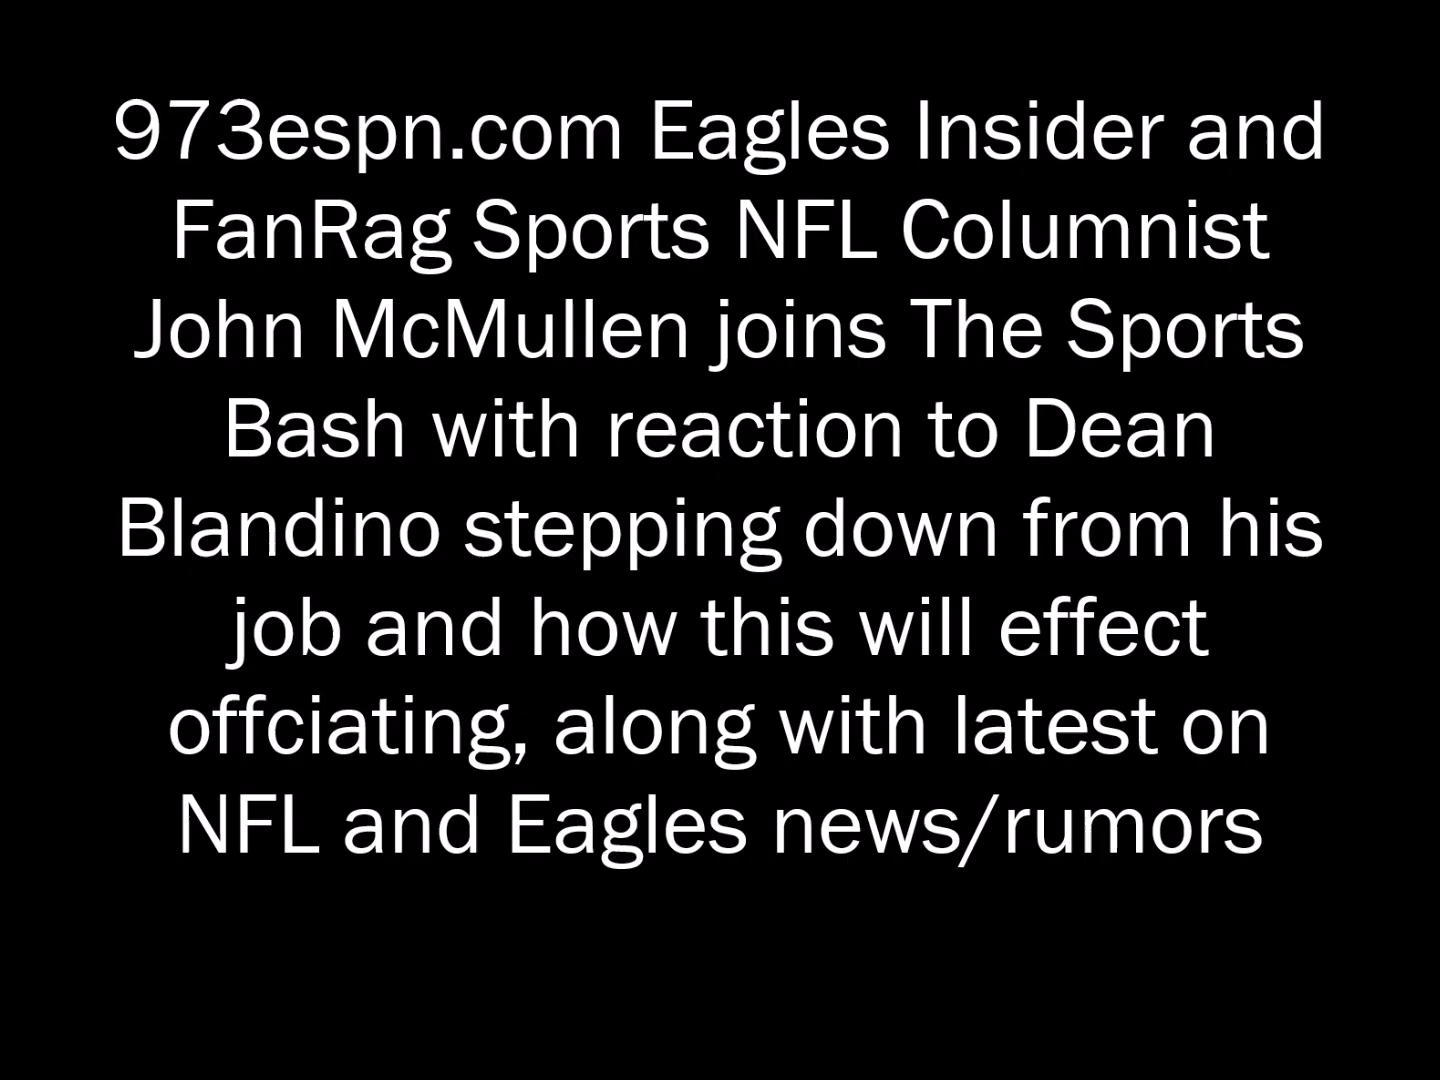 973espn.com Eagles Insider and
FanRag Sports NFL Columnist
John McMullen joins The Sports
Bash with reaction to Dean
Blandino stepping down from his
job and how this will effect
offciating, along with latest on
NFL and Eagles news/rumors